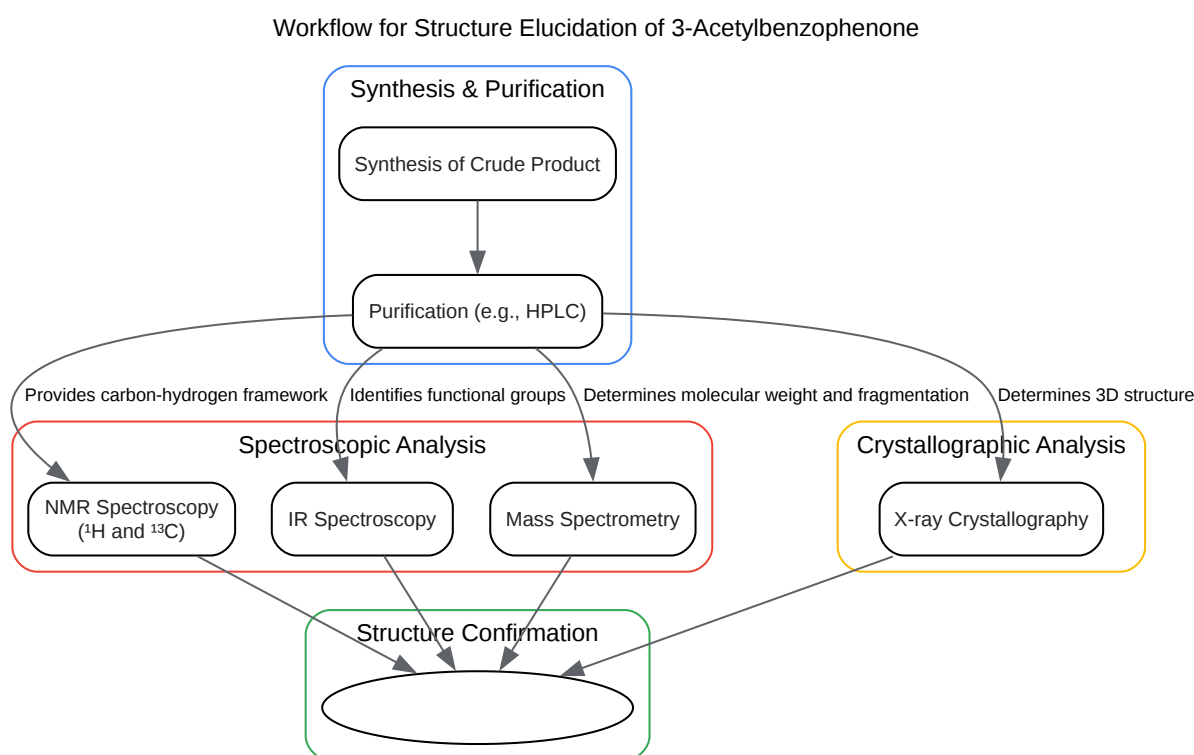 Workflow for Structure Elucidation of 3-Acetylbenzophenone
Synthesis & Purification
Synthesis of Crude Product
Purification (e.g., HPLC)
Provides carbon-hydrogen framework
Identifies functional groups
Determines molecular weight and fragmentation
Determines 3D structure
Spectroscopic Analysis
Crystallographic Analysis
NMR Spectroscopy
(¹H and ¹³C)
IR Spectroscopy
Mass Spectrometry
X-ray Crystallography
Structure Confirmation